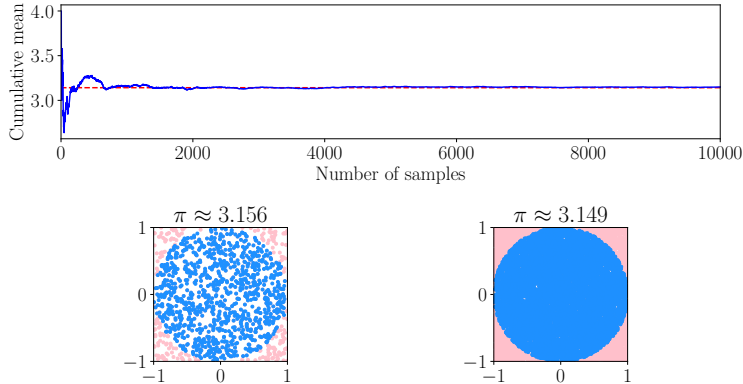 Cumulative mean
4.0
3.5
3.0
0 2000 4000 6000 8000 10000
Number of samples
π ≈ 3.156
1
0
−1
−1 0 1
π ≈ 3.149
1
0
−1
−1 0 1